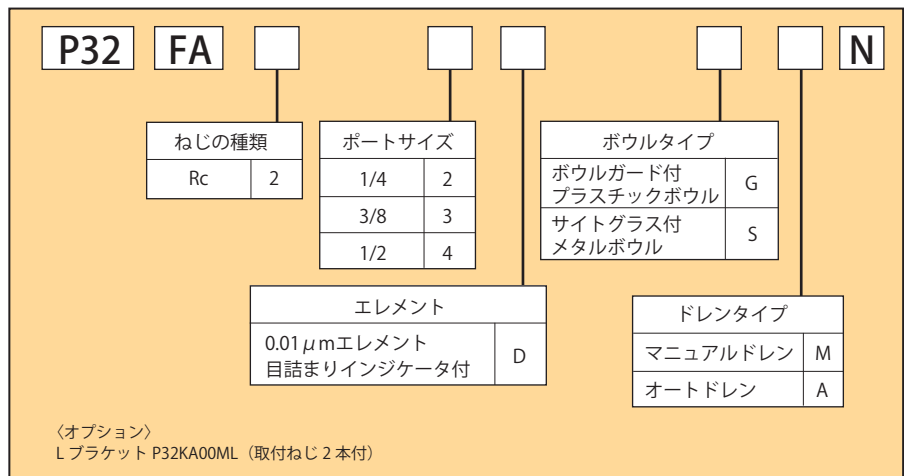 P32 FA N
ねじの種類
Rc 2
ポートサイズ
1/4 2
3/8 3
1/2 4
ボウルタイプ
ボウルガード付
プラスチックボウル G
サイトグラス付
メタルボウル S
エレメント
0.01μmエレメント
目詰まりインジケータ付 D
ドレンタイプ
マニュアルドレン M
オートドレン A
〈オプション〉
L ブラケット P32KA00ML（取付ねじ 2 本付）